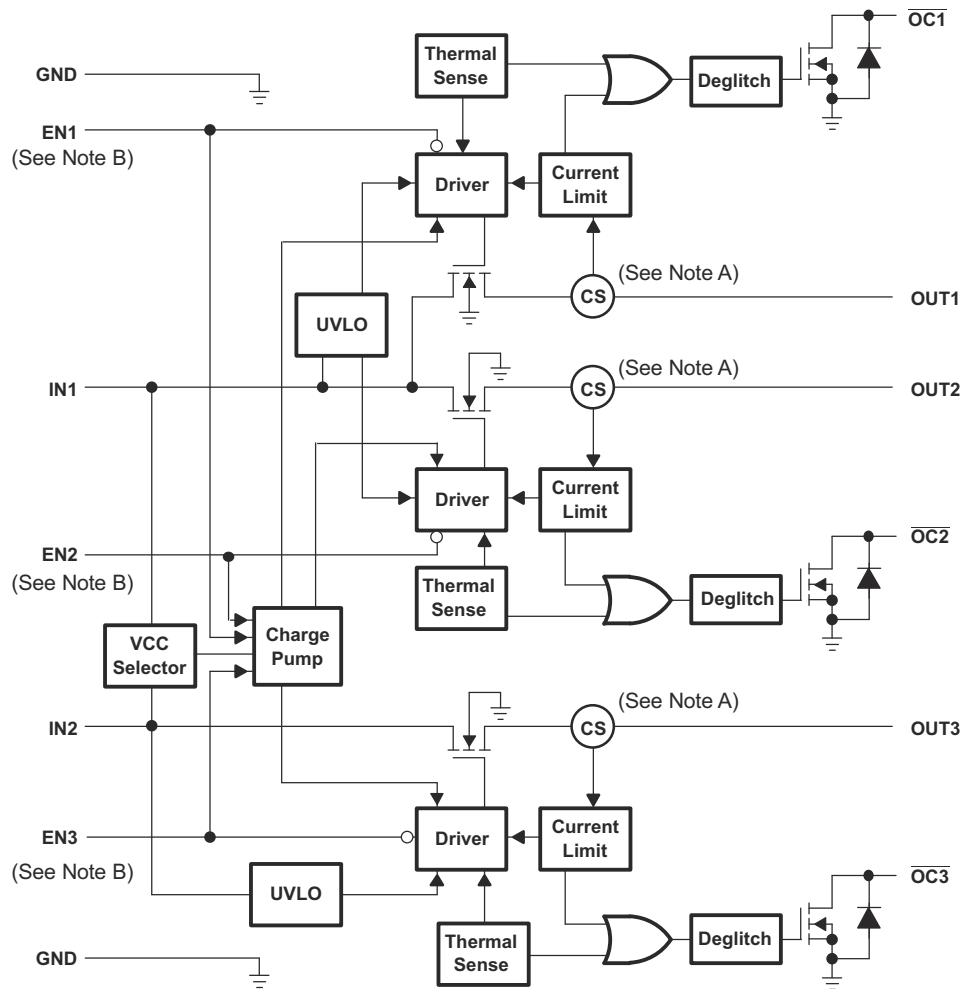 OC1
Thermal
Sense
GND
Deglitch
EN1
(See Note B)
Driver
Current
Limit
(See Note A)
CS
OUT1
UVLO
(See Note A)
IN1
CS
OUT2
Driver
Current
Limit
OC2
EN2
(See Note B)
Thermal
Sense
Deglitch
VCC
Selector
Charge
Pump
(See Note A)
IN2
CS
OUT3
EN3
(See Note B)
Driver
Current
Limit
OC3
UVLO
Thermal
Sense
Deglitch
GND